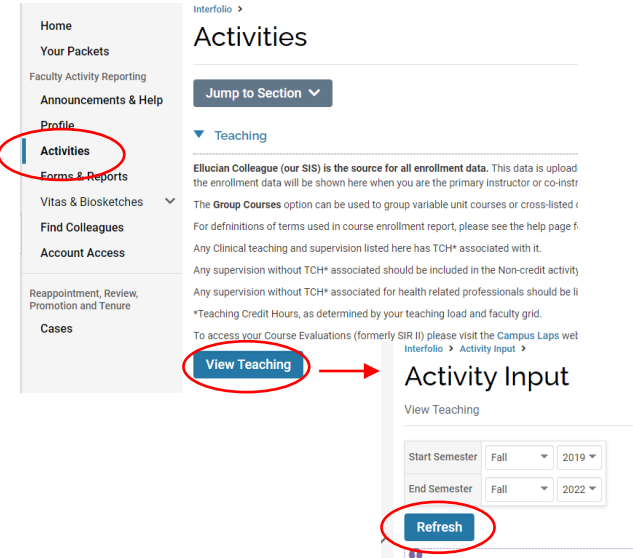 Home
Your Packets
Faculty Activity Reporting
Announcements & Help
Profile
Activities
Forms & Reports
Vitas & Biosketches
Find Colleagues
Account Access
Reappointment, Review,
Promotion and Tenure
Cases
Interfolio >
Activities
Jump to Section
Teaching
Ellucian Colleague (our SIS) is the source for all enrollment data. This data is upload
the enrollment data will be shown here when you are the primary instructor or co-instr
The Group Courses option can be used to group variable unit courses or cross-listed
For defninitions of terms used in course enrollment report, please see the help page f
Any Clinical teaching and supervision listed here has TCH* associated with it.
Any supervision without TCH* associated should be included in the Non-credit activity
Any supervision without TCH* associated for health related professionals should be li
*Teaching Credit Hours, as determined by your teaching load and faculty grid.
To access your Course Evaluations (formerly SIR II) please visit the Campus Laps web
View Teaching
Interfolio > Activity Input >
Activity Input
View Teaching
Start Semester Fall 2019
End Semester Fall 2022
Refresh